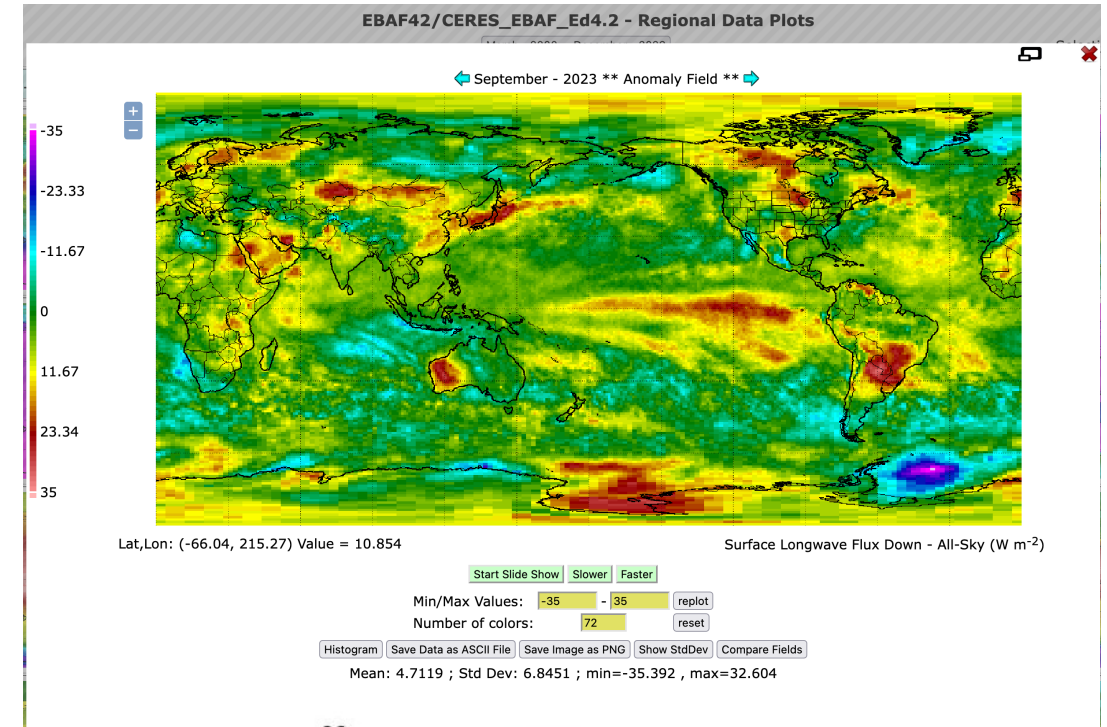 EBAF42/CERES_EBAF_Ed4.2 - Regional Data Plots
September - 2023 ** Anomaly Field **
+
−
-35
-23.33
-11.67
0
11.67
23.34
35
Lat,Lon: (-66.04, 215.27) Value = 10.854
Surface Longwave Flux Down - All-Sky (W m-2)
Start Slide Show Slower Faster
Min/Max Values: -35 - 35 replot
Number of colors: 72 reset
Histogram Save Data as ASCII File Save Image as PNG Show StdDev Compare Fields
Mean: 4.7119 ; Std Dev: 6.8451 ; min=-35.392 , max=32.604